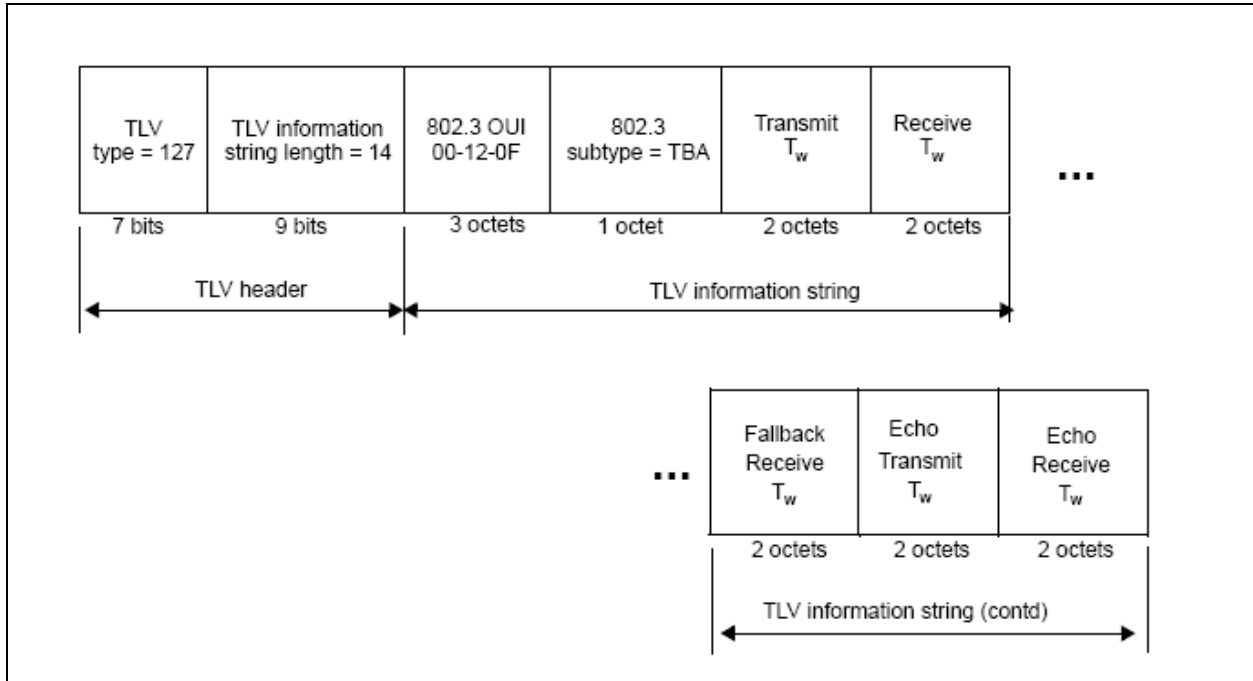 TLV
type = 127
TLV information
string length = 14
802.3 OUI
00-12-0F
802.3
subtype = TBA
Transmit
Tw
Receive
Tw
...
7 bits
9 bits
3 octets
1 octet
2 octets
2 octets
TLV header
TLV information string
...
Fallback
Receive
Tw
Echo
Transmit
Tw
Echo
Receive
Tw
2 octets
2 octets
2 octets
TLV information string (contd)